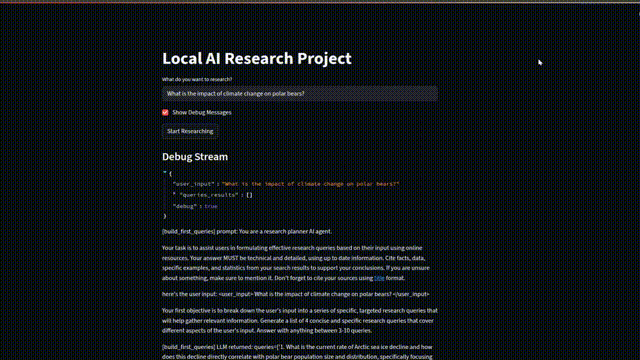 Local AI Research Project
What do you want to research?
What is the impact of climate change on polar bears?
Show Debug Messages
Start Researching
Debug Stream
{
"user_input" : "What is the impact of climate change on polar bears?"
"queries_results" : []
"debug" : true
}
[build_first_queries] prompt: You are a research planner AI agent.
Your task is to assist users in formulating effective research queries based on their input using online
resources. Your answer MUST be technical and detailed, using up to date information. Cite facts, data,
specific examples, and statistics from your search results to support your conclusions. If you are unsure
about something, make sure to mention it. Don't forget to cite your sources using title format.
here's the user input: <user_input> What is the impact of climate change on polar bears? </user_input>
Your first objective is to break down the user's input into a series of specific, targeted research queries that
will help gather relevant information. Generate a list of 4 concise and specific research queries that cover
different aspects of the user's input. Answer with anything between 3-10 queries.
[build_first_queries] LLM returned: queries=['1. What is the current rate of Arctic sea ice decline and how
does this decline directly correlate with polar bear population size and distribution, specifically focusing